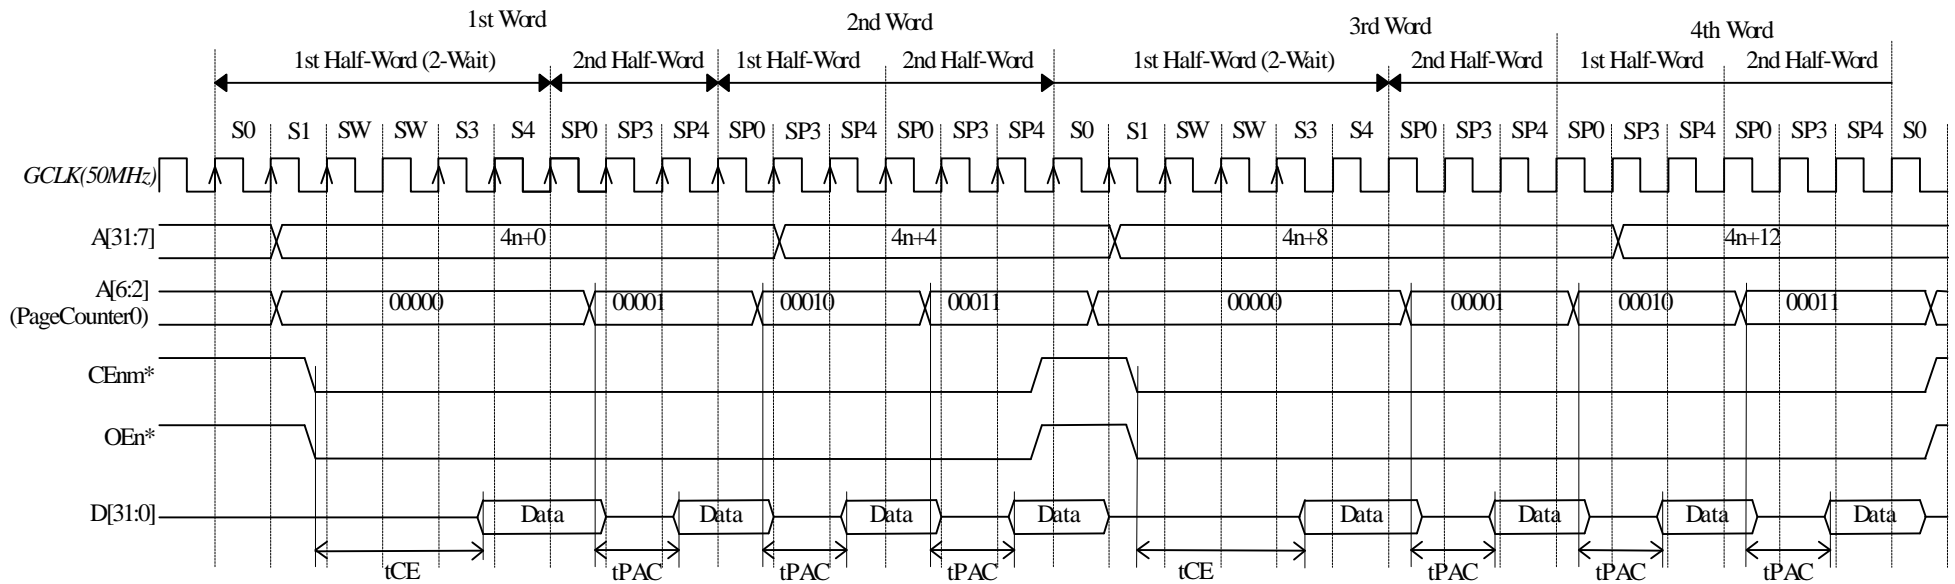 1st Word
2nd Word
3rd Word
4th Word
1st Half-Word (2-Wait)
2nd Half-Word
1st Half-Word
2nd Half-Word
1st Half-Word (2-Wait)
2nd Half-Word
1st Half-Word
2nd Half-Word
S0 S1 SW SW S3 S4 SP0 SP3 SP4 SP0 SP3 SP4 SP0 SP3 SP4 S0 S1 SW SW S3 S4 SP0 SP3 SP4 SP0 SP3 SP4 SP0 SP3 SP4 S0
GCLK(50MHz)
A[31:7] 4n+0 4n+4 4n+8 4n+12
A[6:2]
(PageCounter0)
00000 00001 00010 00011 00000 00001 00010 00011
CEnm*
OEn*
D[31:0] Data Data Data Data Data Data Data Data
tCE tPAC tPAC tPAC tCE tPAC tPAC tPAC